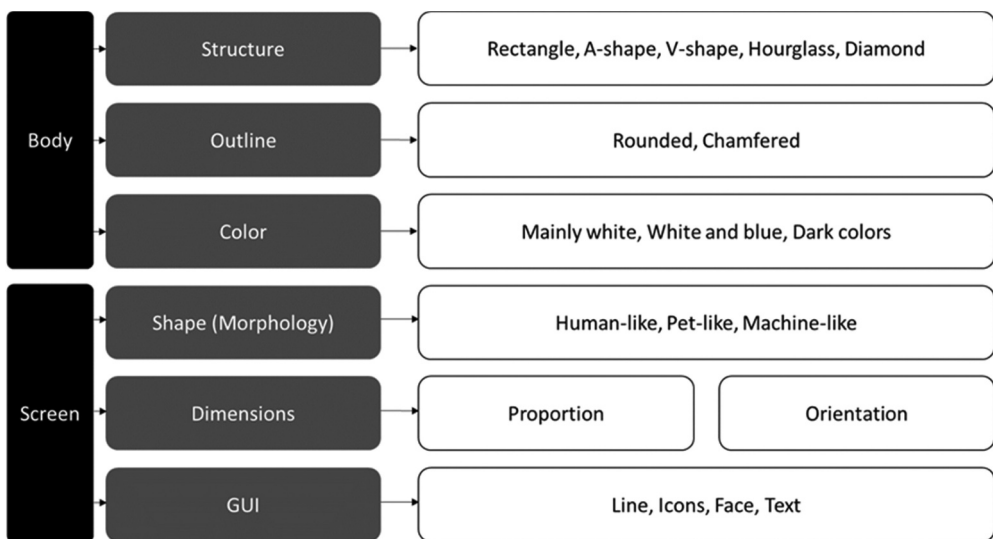 Body
Structure
Rectangle, A-shape, V-shape, Hourglass, Diamond
Outline
Rounded, Chamfered
Color
Mainly white, White and blue, Dark colors
Screen
Shape (Morphology)
Human-like, Pet-like, Machine-like
Dimensions
Proportion
Orientation
GUI
Line, Icons, Face, Text